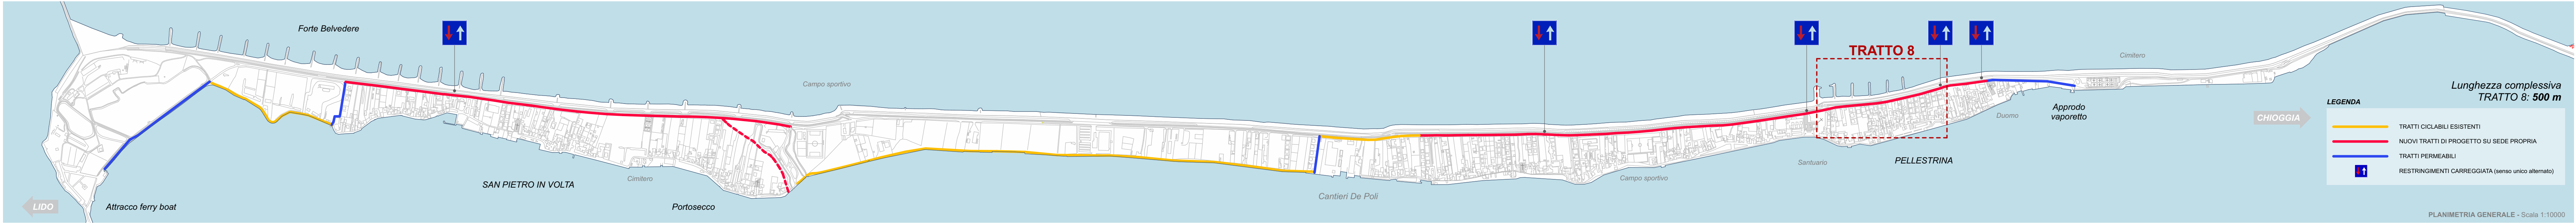 Forte Belvedere
TRATTO 8
Cimitero
Campo sportivo
Lunghezza complessiva
TRATTO 8: 500 m
LEGENDA
Approdo
vaporetto
Duomo
CHIOGGIA
TRATTI CICLABILI ESISTENTI
NUOVI TRATTI DI PROGETTO SU SEDE PROPRIA
TRATTI PERMEABILI
RESTRINGIMENTI CARREGGIATA (senso unico alternato)
Santuario
PELLESTRINA
Cimitero
Campo sportivo
SAN PIETRO IN VOLTA
Cantieri De Poli
LIDO
Attracco ferry boat
Portosecco
PLANIMETRIA GENERALE - Scala 1:10000